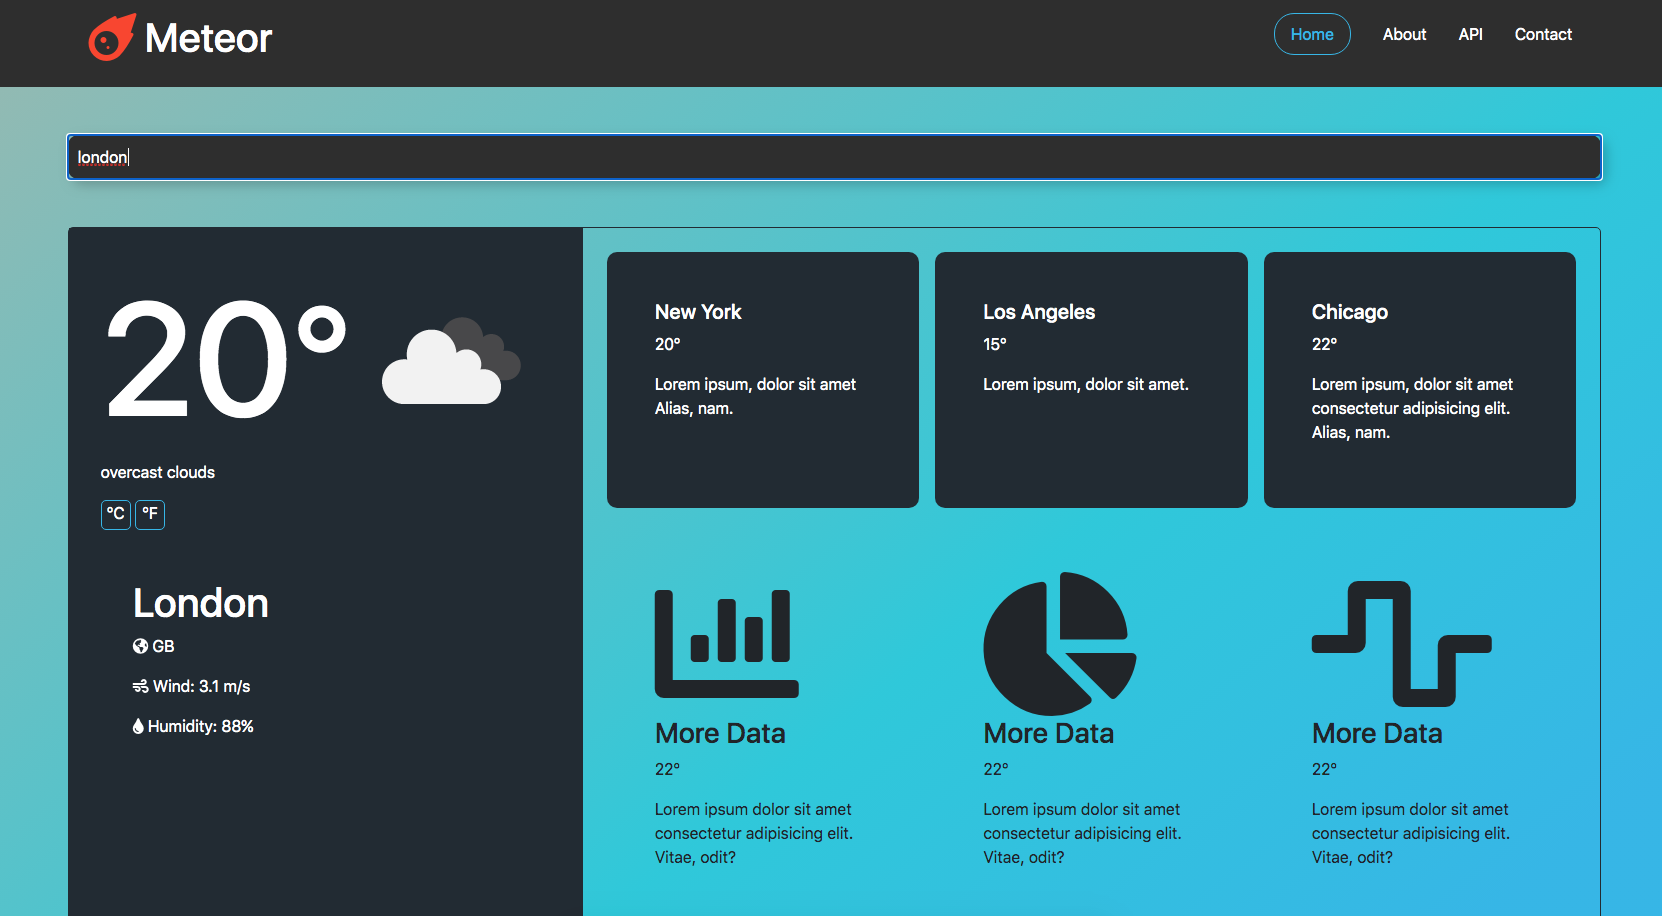 Meteor
Home
About
API
Contact
london
20°
overcast clouds
°C
°F
London
GB
Wind: 3.1 m/s
Humidity: 88%
New York
20°
Lorem ipsum, dolor sit amet
Alias, nam.
Los Angeles
15°
Lorem ipsum, dolor sit amet.
Chicago
22°
Lorem ipsum, dolor sit amet
consectetur adipisicing elit.
Alias, nam.
More Data
22°
Lorem ipsum dolor sit amet
consectetur adipisicing elit.
Vitae, odit?
More Data
22°
Lorem ipsum dolor sit amet
consectetur adipisicing elit.
Vitae, odit?
More Data
22°
Lorem ipsum dolor sit amet
consectetur adipisicing elit.
Vitae, odit?